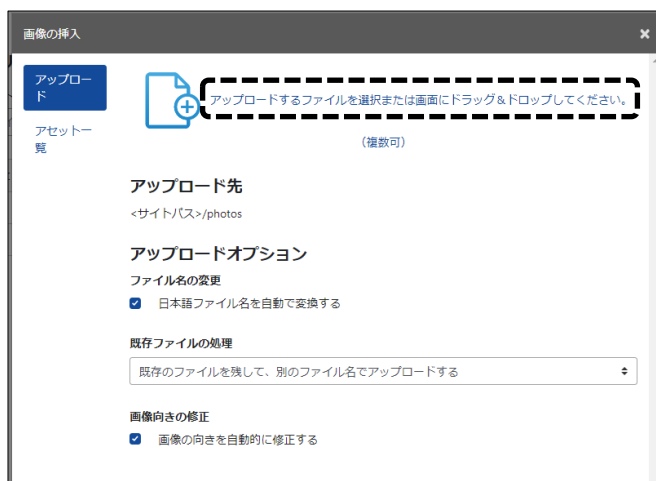 画像の挿入
×
アップロー
ド
アセット一
覧
アップロードするファイルを選択または画面にドラッグ＆ドロップしてください。
（複数可）
アップロード先
<サイトパス>/photos
アップロードオプション
ファイル名の変更
日本語ファイル名を自動で変換する
既存ファイルの処理
既存のファイルを残して、別のファイル名でアップロードする
画像向きの修正
画像の向きを自動的に修正する